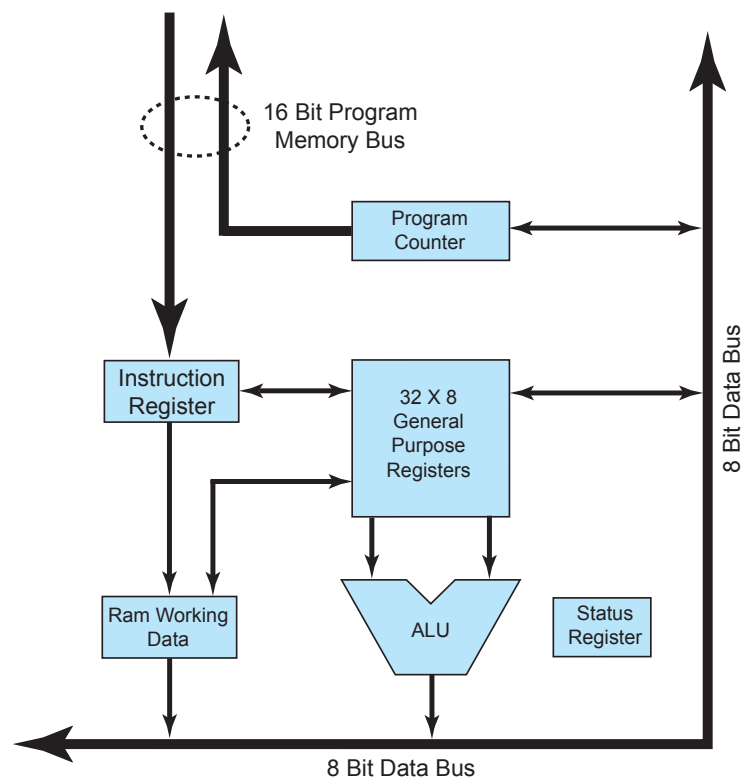 16 Bit Program
Memory Bus
Program
Counter
Instruction
Register
32 X 8
General
Purpose
Registers
8 Bit Data Bus
Ram Working
Data
ALU
Status
Register
8 Bit Data Bus